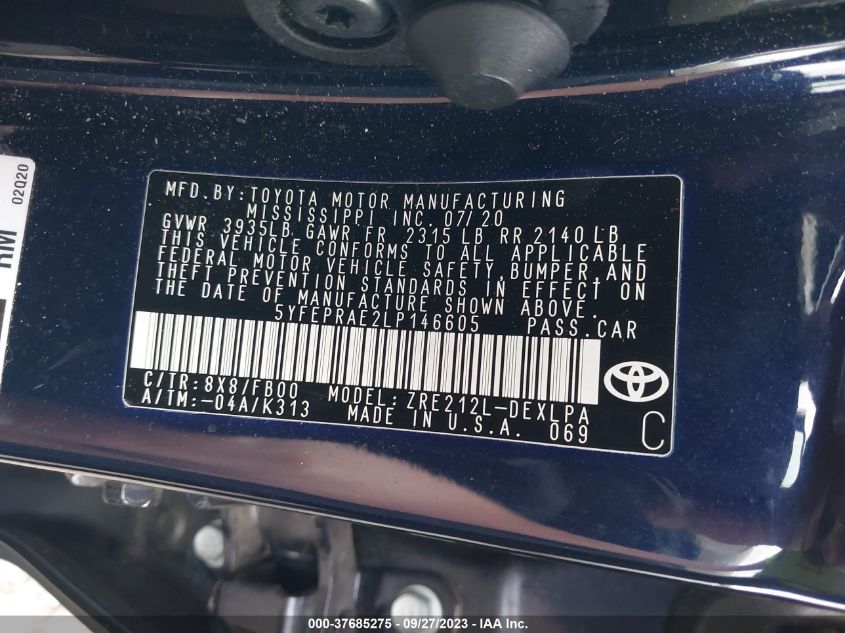 02Q20
RM
MFD.BY:TOYOTA MOTOR MANUFACTURING
MISSISSIPPI INC. 07/20
GVWR 3935LB GAWR FR 2315 LB RR 2140 LB
THIS VEHICLE CONFORMS TO ALL APPLICABLE
FEDERAL MOTOR VEHICLE SAFETY, BUMPER, AND
THEFT PREVENTION STANDARDS IN EFFECT ON
THE DATE OF MANUFACTURE SHOWN ABOVE.
5YFEPRAE2LP146605 PASS.CAR
C/TR:8X8/FB00 MODEL:ZRE212L-DEXLPA
A/TM:-04A/K313 MADE IN U.S.A. 069
C
000-37685275 - 09/27/2023 - IAA Inc.